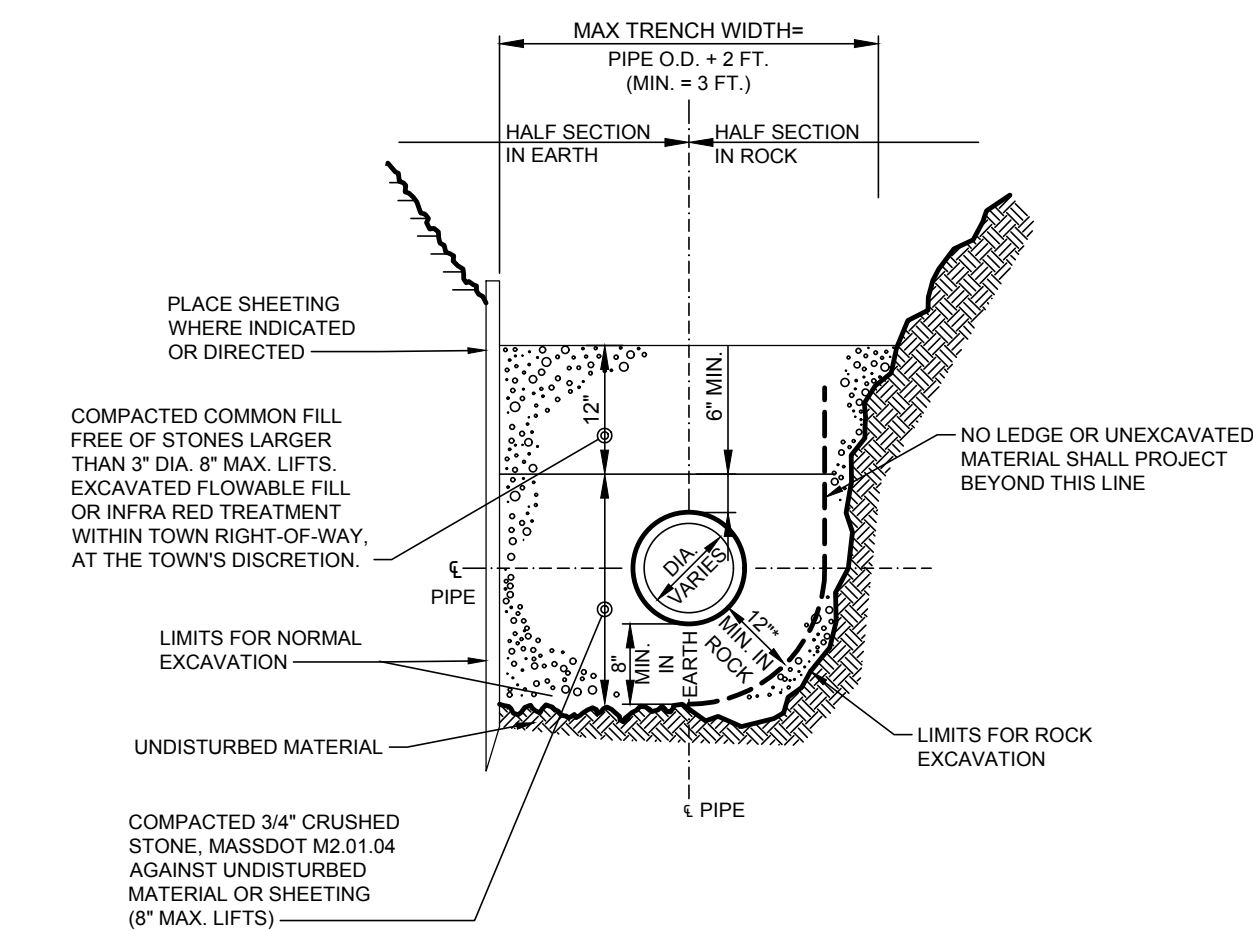 MAX TRENCH WIDTH=
PIPE O.D. + 2 FT.
(MIN. = 3 FT.)
HALF SECTION
IN EARTH
HALF SECTION
IN ROCK
PLACE SHEETING
WHERE INDICATED
OR DIRECTED
12"
6" MIN.
COMPACTED COMMON FILL
FREE OF STONES LARGER
THAN 3" DIA. 8" MAX. LIFTS.
EXCAVATED FLOWABLE FILL
OR INFRA RED TREATMENT
WITHIN TOWN RIGHT-OF-WAY,
AT THE TOWN'S DISCRETION.
NO LEDGE OR UNEXCAVATED
MATERIAL SHALL PROJECT
BEYOND THIS LINE
℄
PIPE
DIA.
VARIES
LIMITS FOR NORMAL
EXCAVATION
8"
MIN.
IN
EARTH
12"*
MIN. IN
ROCK
UNDISTURBED MATERIAL
LIMITS FOR ROCK
EXCAVATION
℄ PIPE
COMPACTED 3/4" CRUSHED
STONE, MASSDOT M2.01.04
AGAINST UNDISTURBED
MATERIAL OR SHEETING
(8" MAX. LIFTS)